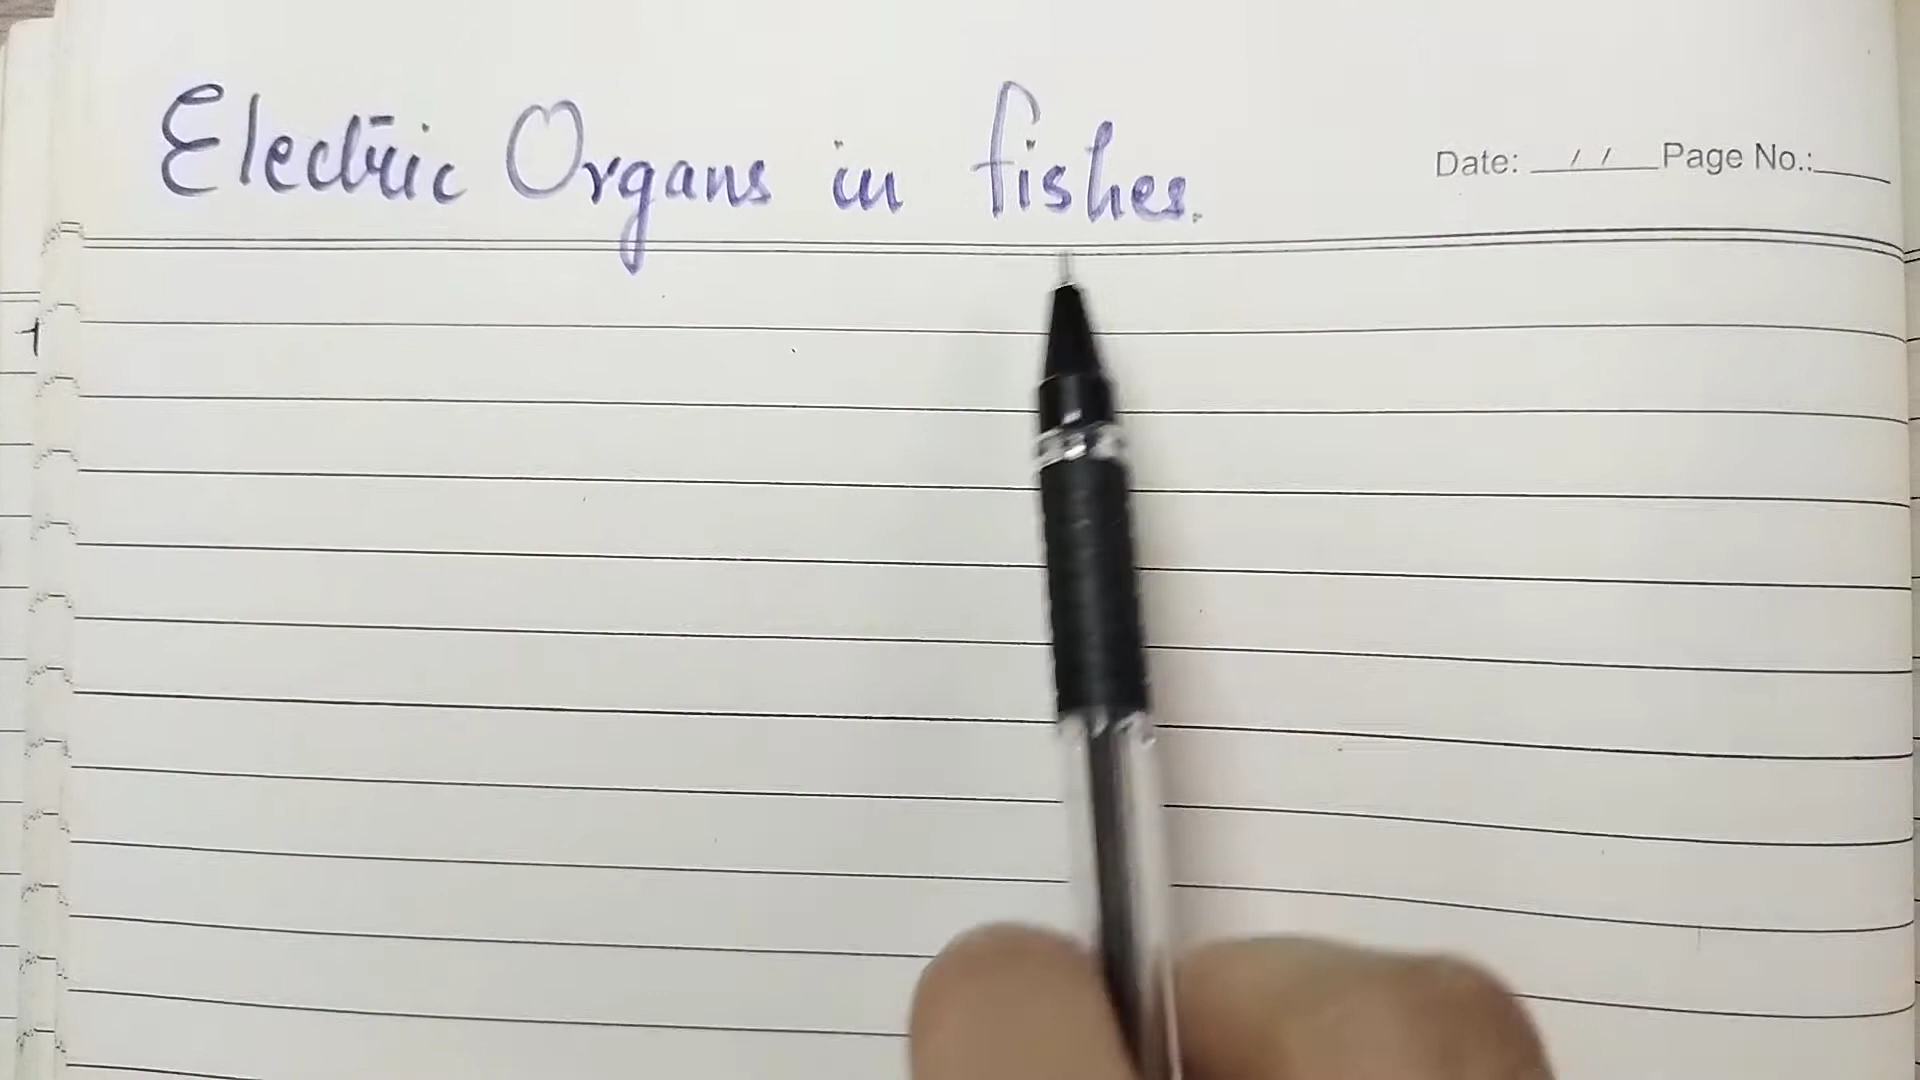 Electric Organs in fishes.
Date: / / Page No.: